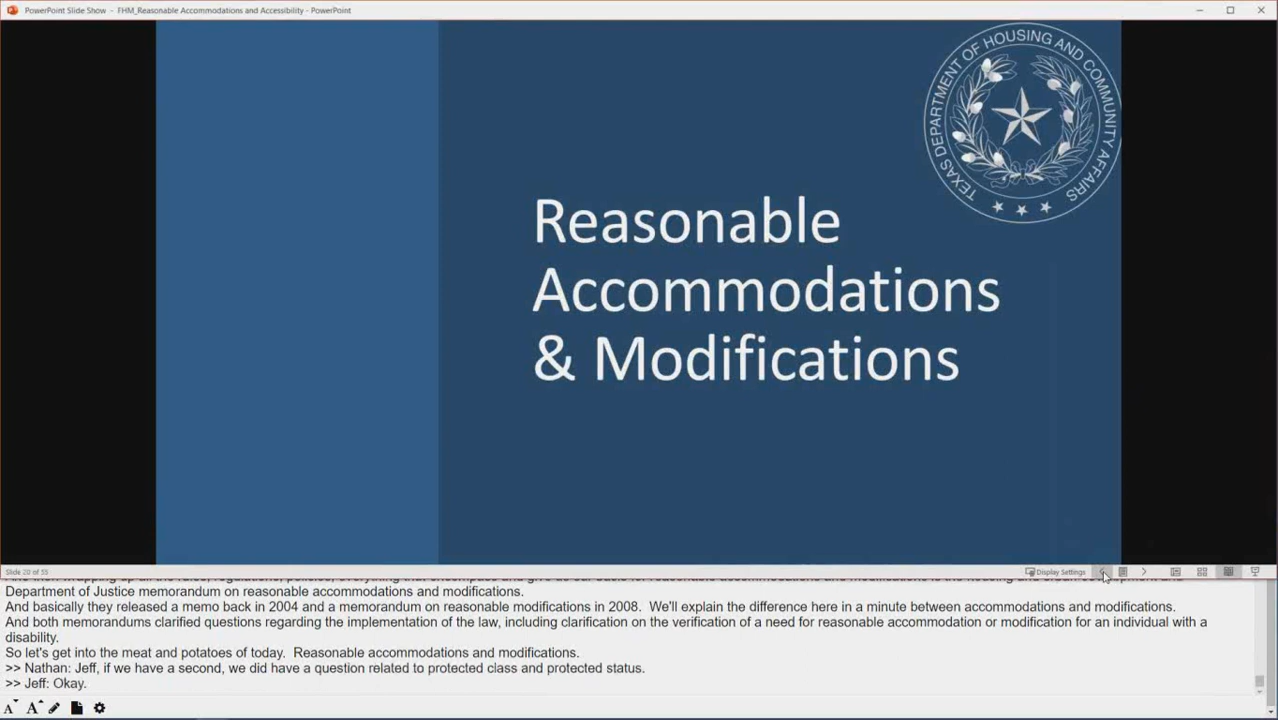 PowerPoint Slide Show - FHM_Reasonable Accommodations and Accessibility - PowerPoint
TEXAS DEPARTMENT OF HOUSING AND COMMUNITY AFFAIRS
Reasonable
Accommodations
& Modifications
Slide 20 of 55
Display Settings
Department of Justice memorandum on reasonable accommodations and modifications.
And basically they released a memo back in 2004 and a memorandum on reasonable modifications in 2008.  We'll explain the difference here in a minute between accommodations and modifications.
And both memorandums clarified questions regarding the implementation of the law, including clarification on the verification of a need for reasonable accommodation or modification for an individual with a
disability.
So let's get into the meat and potatoes of today.  Reasonable accommodations and modifications.
>> Nathan: Jeff, if we have a second, we did have a question related to protected class and protected status.
>> Jeff: Okay.
A A